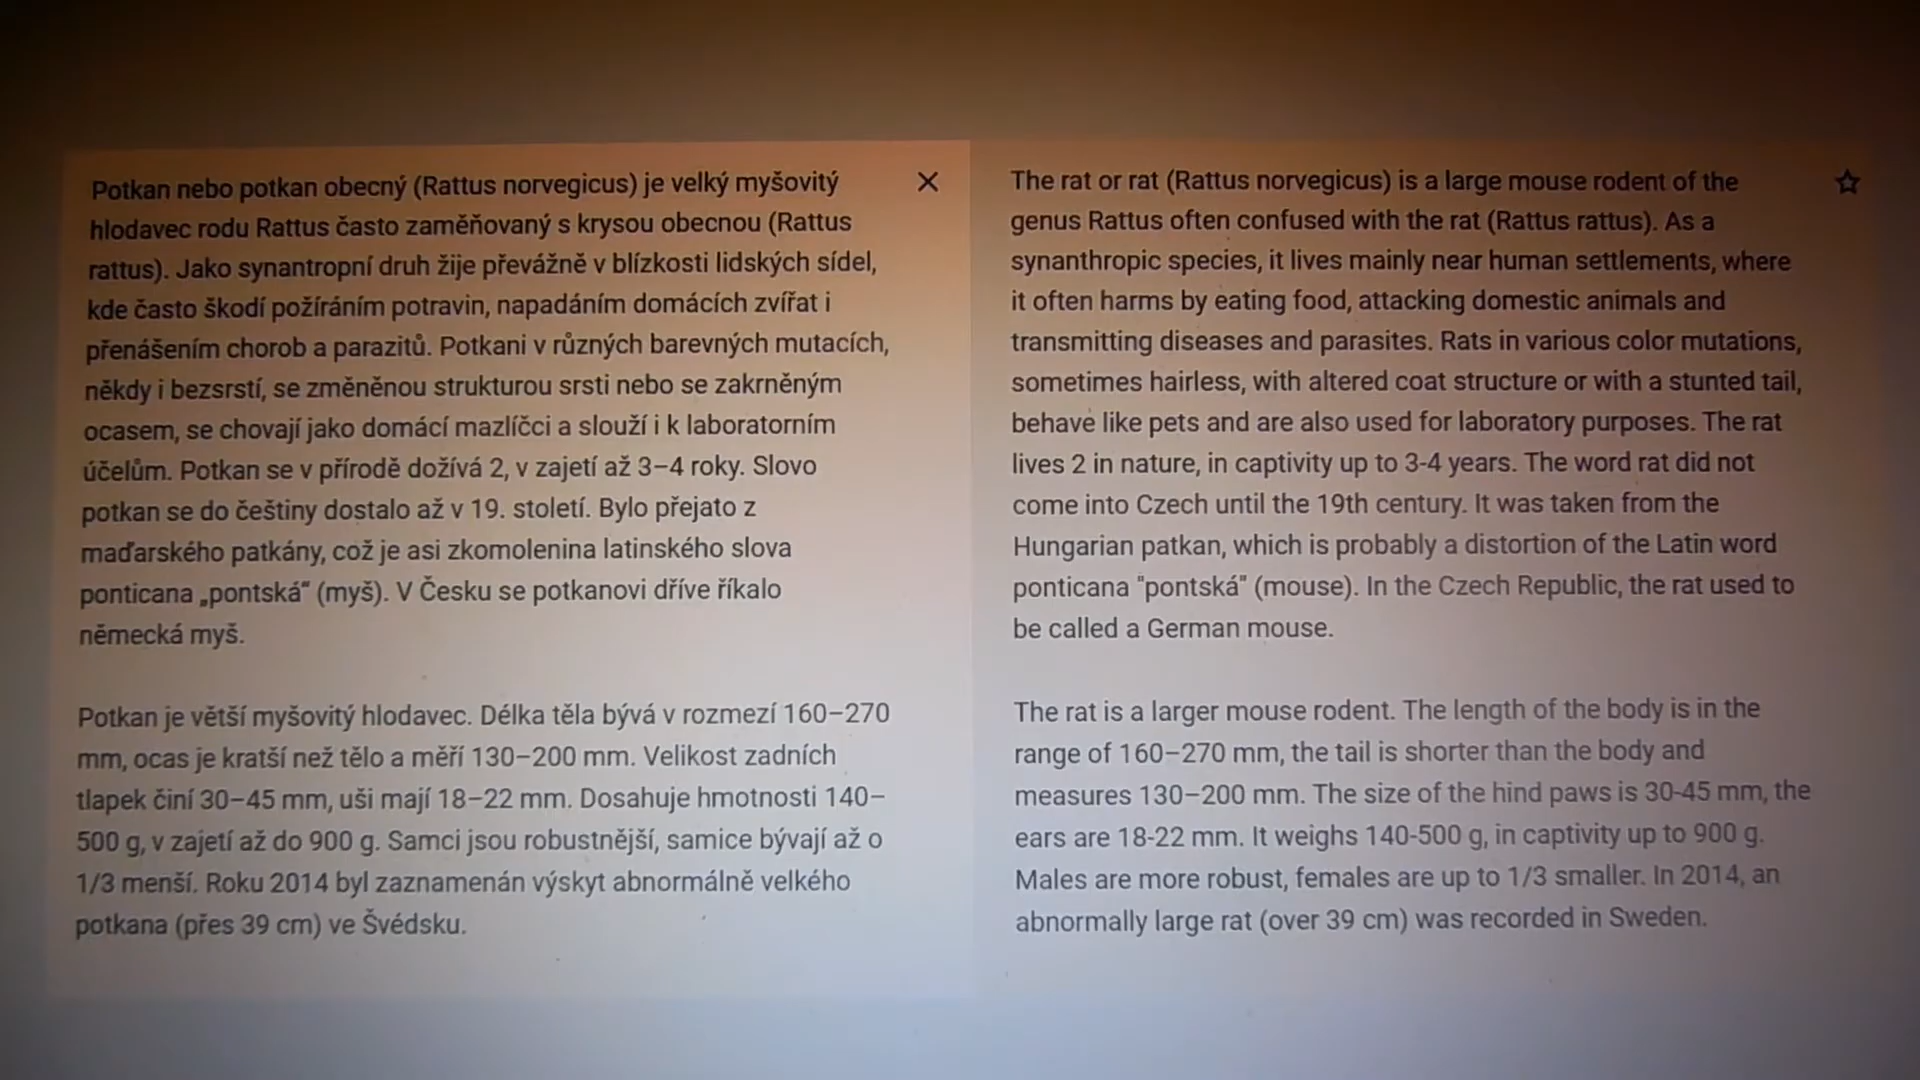 Potkan nebo potkan obecný (Rattus norvegicus) je velký myšovitý
hlodavec rodu Rattus často zaměňovaný s krysou obecnou (Rattus
rattus). Jako synantropní druh žije převážně v blízkosti lidských sídel,
kde často škodí požíráním potravin, napadáním domácích zvířat i
přenášením chorob a parazitů. Potkani v různých barevných mutacích,
někdy i bezsrstí, se změněnou strukturou srsti nebo se zakrněným
ocasem, se chovají jako domácí mazlíčci a slouží i k laboratorním
účelům. Potkan se v přírodě dožívá 2, v zajetí až 3–4 roky. Slovo
potkan se do češtiny dostalo až v 19. století. Bylo přejato z
maďarského patkány, což je asi zkomolenina latinského slova
ponticana „pontská“ (myš). V Česku se potkanovi dříve říkalo
německá myš.
Potkan je větší myšovitý hlodavec. Délka těla bývá v rozmezí 160–270
mm, ocas je kratší než tělo a měří 130–200 mm. Velikost zadních
tlapek činí 30–45 mm, uši mají 18–22 mm. Dosahuje hmotnosti 140–
500 g, v zajetí až do 900 g. Samci jsou robustnější, samice bývají až o
1/3 menší. Roku 2014 byl zaznamenán výskyt abnormálně velkého
potkana (přes 39 cm) ve Švédsku.
The rat or rat (Rattus norvegicus) is a large mouse rodent of the
genus Rattus often confused with the rat (Rattus rattus). As a
synanthropic species, it lives mainly near human settlements, where
it often harms by eating food, attacking domestic animals and
transmitting diseases and parasites. Rats in various color mutations,
sometimes hairless, with altered coat structure or with a stunted tail,
behave like pets and are also used for laboratory purposes. The rat
lives 2 in nature, in captivity up to 3-4 years. The word rat did not
come into Czech until the 19th century. It was taken from the
Hungarian patkan, which is probably a distortion of the Latin word
ponticana "pontská" (mouse). In the Czech Republic, the rat used to
be called a German mouse.
The rat is a larger mouse rodent. The length of the body is in the
range of 160–270 mm, the tail is shorter than the body and
measures 130–200 mm. The size of the hind paws is 30-45 mm, the
ears are 18-22 mm. It weighs 140-500 g, in captivity up to 900 g.
Males are more robust, females are up to 1/3 smaller. In 2014, an
abnormally large rat (over 39 cm) was recorded in Sweden.